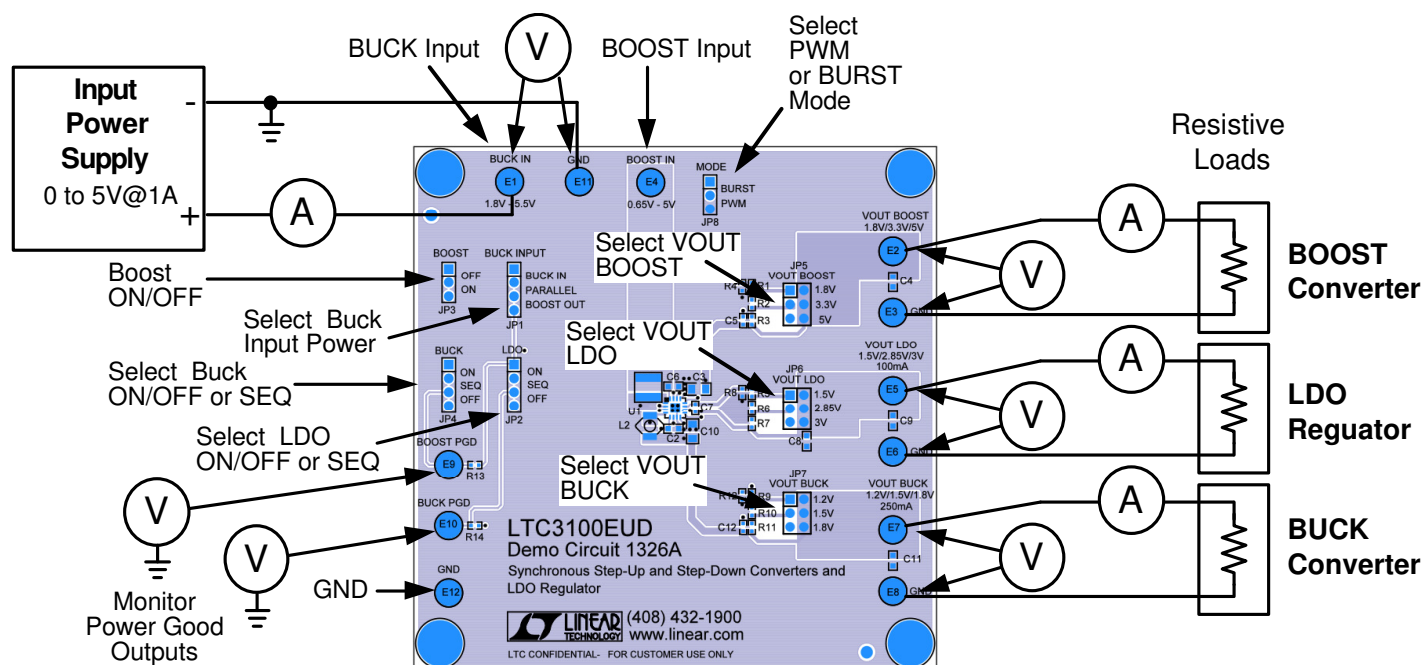 BUCK Input
V
BOOST Input
Select
PWM
or BURST
Mode
Input
Power
Supply
0 to 5V@1A
-
+
A
Resistive
Loads
BUCK IN
E1
1.8V - 5.5V
GND
E11
BOOST IN
E4
0.65V - 5V
MODE
BURST
PWM
JP8
VOUT BOOST
1.8V/3.3V/5V
E2
C4
E3
GND
A
V
BOOST
Converter
Boost
ON/OFF
BOOST
OFF
ON
JP3
BUCK INPUT
BUCK IN
PARALLEL
BOOST OUT
JP1
Select VOUT
BOOST
JP5
VOUT BOOST
1.8V
3.3V
5V
R4
R1
R2
C5
R3
Select Buck
Input Power
Select Buck
ON/OFF or SEQ
BUCK
ON
SEQ
OFF
JP4
LDO
ON
SEQ
OFF
JP2
Select VOUT
LDO
JP6
VOUT LDO
1.5V
2.85V
3V
R8
R5
R6
R7
C8
C6
C3
C7
U1
L2
C2
C10
VOUT LDO
1.5V/2.85V/3V
100mA
E5
C9
E6
GND
A
V
LDO
Reguator
Select LDO
ON/OFF or SEQ
BOOST PGD
E9
R13
V
BUCK PGD
E10
R14
V
Select VOUT
BUCK
JP7
VOUT BUCK
1.2V
1.5V
1.8V
R12
R9
R10
C12
R11
VOUT BUCK
1.2V/1.5V/1.8V
250mA
E7
C11
E8
GND
A
V
BUCK
Converter
GND
GND
E12
Monitor
Power Good
Outputs
LTC3100EUD
Demo Circuit 1326A
Synchronous Step-Up and Step-Down Converters and
LDO Regulator
LINEAR
TECHNOLOGY
(408) 432-1900
www.linear.com
LTC CONFIDENTIAL- FOR CUSTOMER USE ONLY